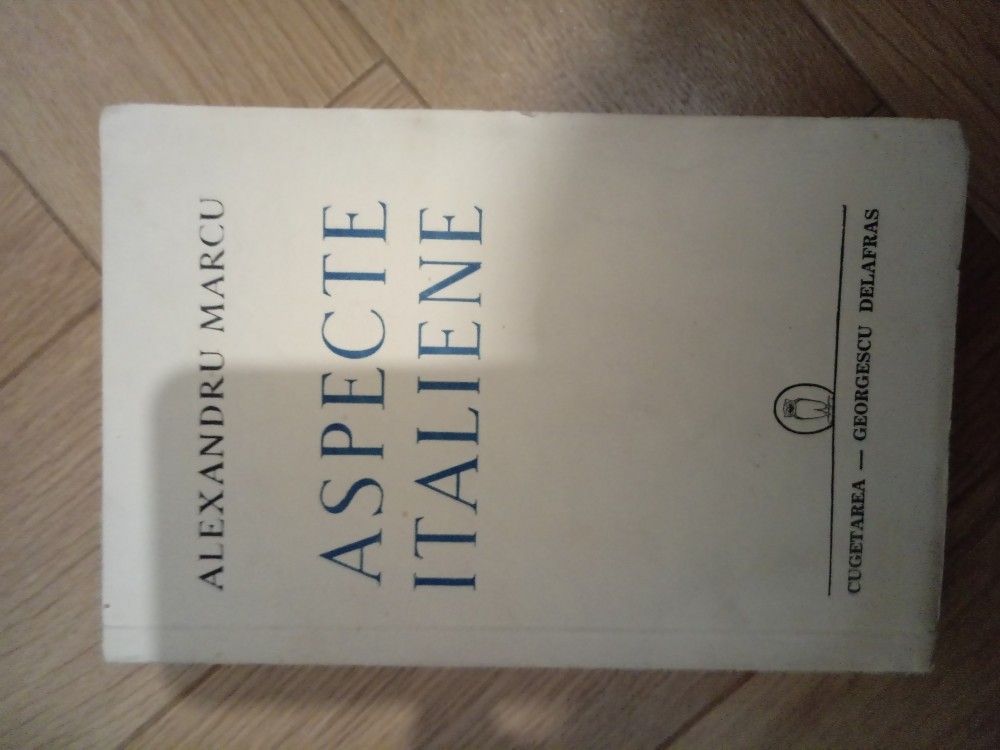 ALEXANDRU MARCU
ASPECTE
ITALIENE
CUGETAREA — GEORGESCU DELAFRAS